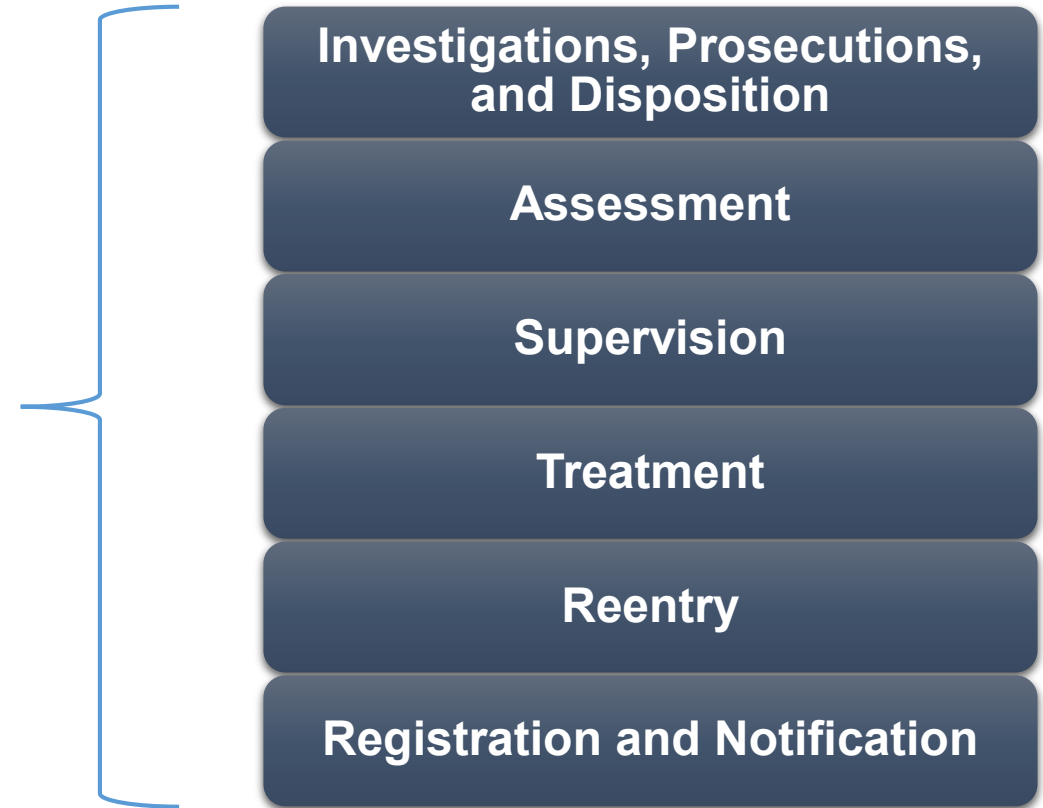 Investigations, Prosecutions,
and Disposition
Assessment
Supervision
Treatment
Reentry
Registration and Notification